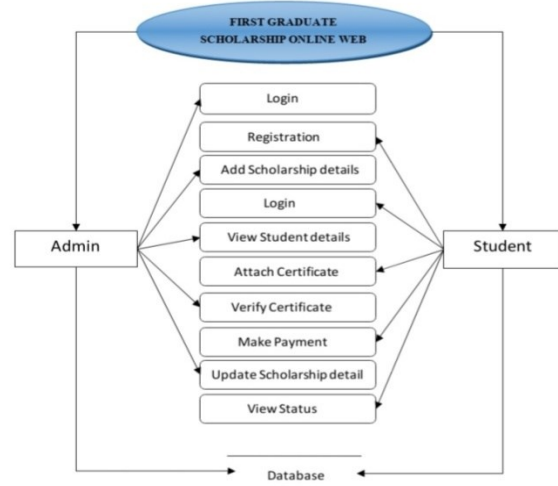 FIRST GRADUATE
SCHOLARSHIP ONLINE WEB
Login
Registration
Add Scholarship details
Login
Admin
View Student details
Student
Attach Certificate
Verify Certificate
Make Payment
Update Scholarship detail
View Status
Database